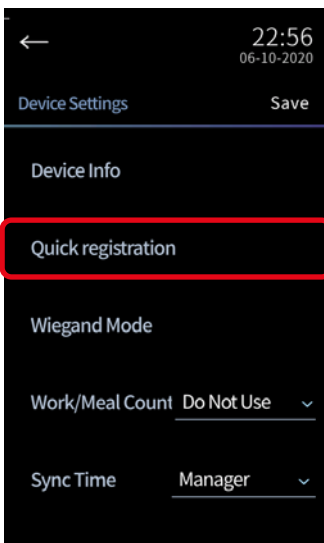 22:56
06-10-2020
Device Settings Save
Device Info
Quick registration
Wiegand Mode
Work/Meal Count Do Not Use
Sync Time Manager